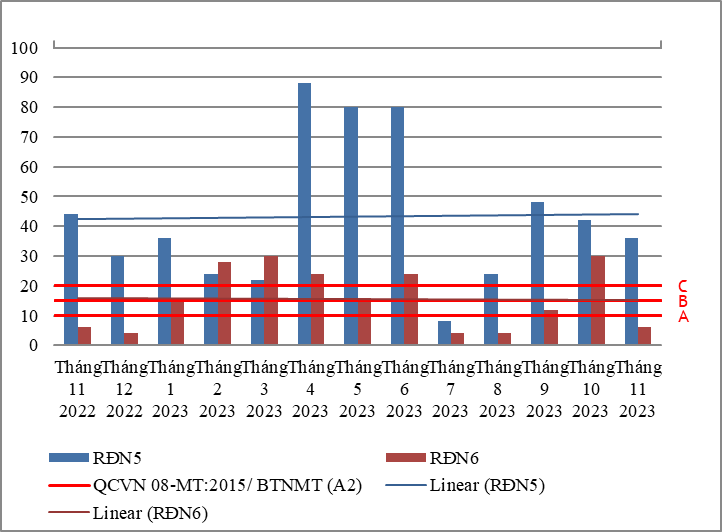 100
90
80
70
60
50
40
30
20
10
0
C
B
A
Tháng Tháng Tháng Tháng Tháng Tháng Tháng Tháng Tháng Tháng Tháng Tháng Tháng
11 12 1 2 3 4 5 6 7 8 9 10 11
2022 2022 2023 2023 2023 2023 2023 2023 2023 2023 2023 2023 2023
RĐN5 RĐN6
QCVN 08-MT:2015/ BTNMT (A2) Linear (RĐN5)
Linear (RĐN6)